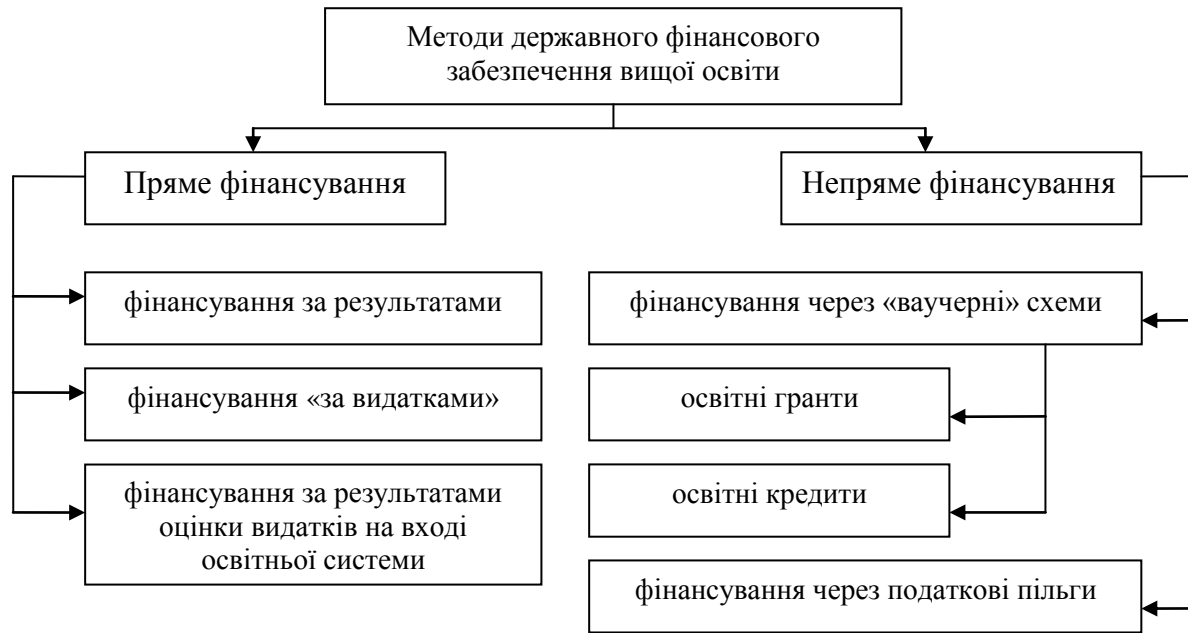 Методи державного фінансового
забезпечення вищої освіти
Пряме фінансування
Непряме фінансування
фінансування за результатами
фінансування «за видатками»
фінансування за результатами
оцінки видатків на вході
освітньої системи
фінансування через «ваучерні» схеми
освітні гранти
освітні кредити
фінансування через податкові пільги